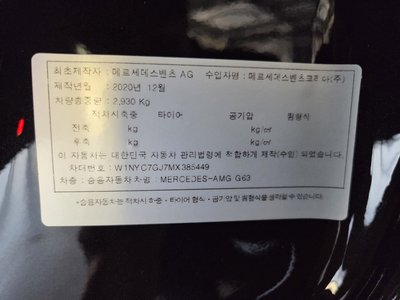 최초제작자 : 메르세데스벤츠 AG 수입자명 : 메르세데스벤츠코리아(주)
제작년월 : 2020년 12월
차량총중량 : 2,930 Kg
적차시축중 타이어 공기압 림형식
전축 kg kg/㎠
후축 kg kg/㎠
이 자동차는 대한민국 자동차 관리법령에 적합하게 제작(수입) 되었습니다.
차대번호 : W1NYC7GJ7MX385449
차종 : 승용자동차차명 : MERCEDES-AMG G63
*승용자동차는 적차시 하중 · 타이어 형식 · 공기압 및 림형식을 생략할 수 있습니다.